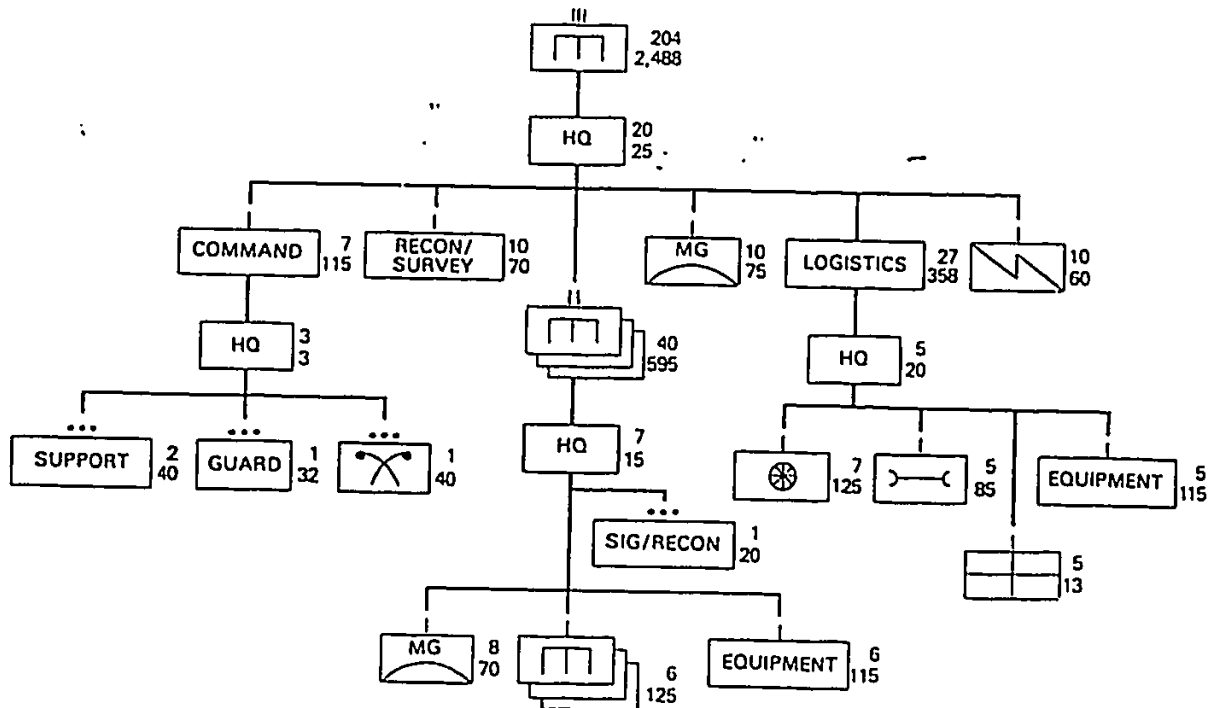 204
2,488
HQ
20
25
COMMAND
7
115
RECON/
SURVEY
10
70
MG
10
75
LOGISTICS
27
358
10
60
HQ
3
3
40
595
HQ
5
20
SUPPORT
2
40
GUARD
1
32
1
40
HQ
7
15
7
125
5
85
EQUIPMENT
5
115
SIG/RECON
1
20
5
13
MG
8
70
6
125
EQUIPMENT
6
115